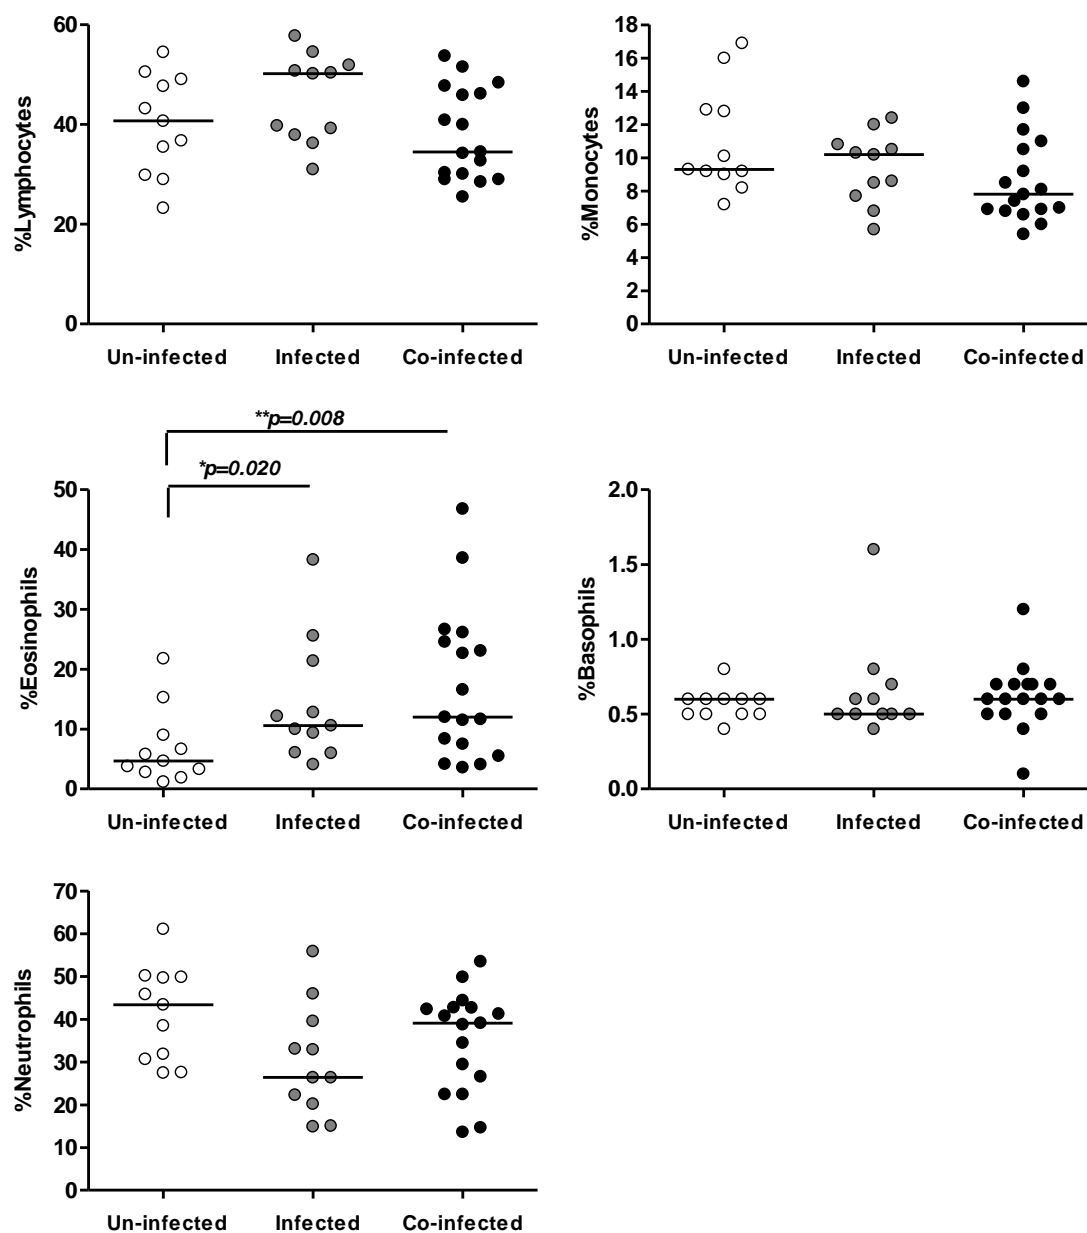 %Lymphocytes
60
40
20
0
Un-infected Infected Co-infected
%Monocytes
18
16
14
12
10
8
6
4
2
0
Un-infected Infected Co-infected
**p=0.008
*p=0.020
%Eosinophils
50
40
30
20
10
0
Un-infected Infected Co-infected
%Basophils
2.0
1.5
1.0
0.5
0.0
Un-infected Infected Co-infected
%Neutrophils
70
60
50
40
30
20
10
0
Un-infected Infected Co-infected